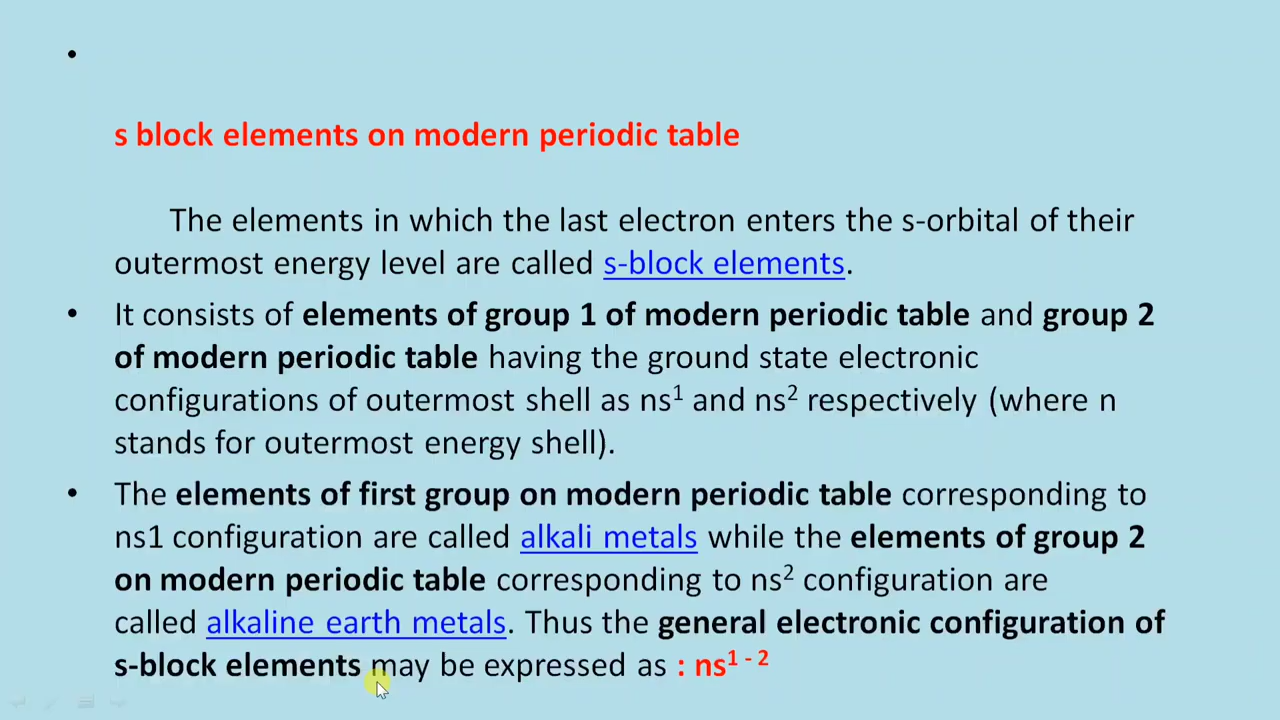 s block elements on modern periodic table
The elements in which the last electron enters the s-orbital of their
outermost energy level are called s-block elements.
• It consists of elements of group 1 of modern periodic table and group 2
of modern periodic table having the ground state electronic
configurations of outermost shell as ns¹ and ns² respectively (where n
stands for outermost energy shell).
• The elements of first group on modern periodic table corresponding to
ns1 configuration are called alkali metals while the elements of group 2
on modern periodic table corresponding to ns² configuration are
called alkaline earth metals. Thus the general electronic configuration of
s-block elements may be expressed as : ns¹ ⁻ ²